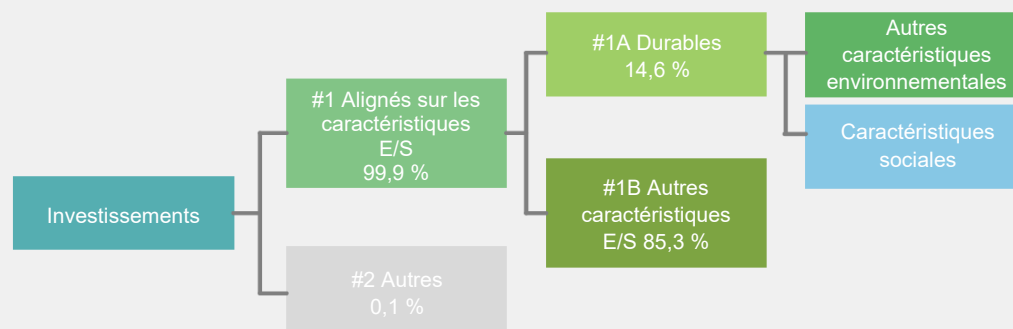 Investissements
#1 Alignés sur les
caractéristiques
E/S
99,9 %
#2 Autres
0,1 %
#1A Durables
14,6 %
#1B Autres
caractéristiques
E/S 85,3 %
Autres
caractéristiques
environnementales
Caractéristiques
sociales